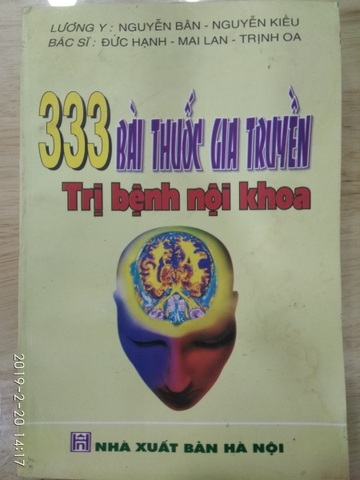 LƯƠNG Y : NGUYỄN BÂN - NGUYỄN KIỀU
BÁC SĨ : ĐỨC HẠNH - MAI LAN - TRỊNH OA
333 BÀI THUỐC GIA TRUYỀN
Trị bệnh nội khoa
NHÀ XUẤT BẢN HÀ NỘI
2019-2-20 14:17